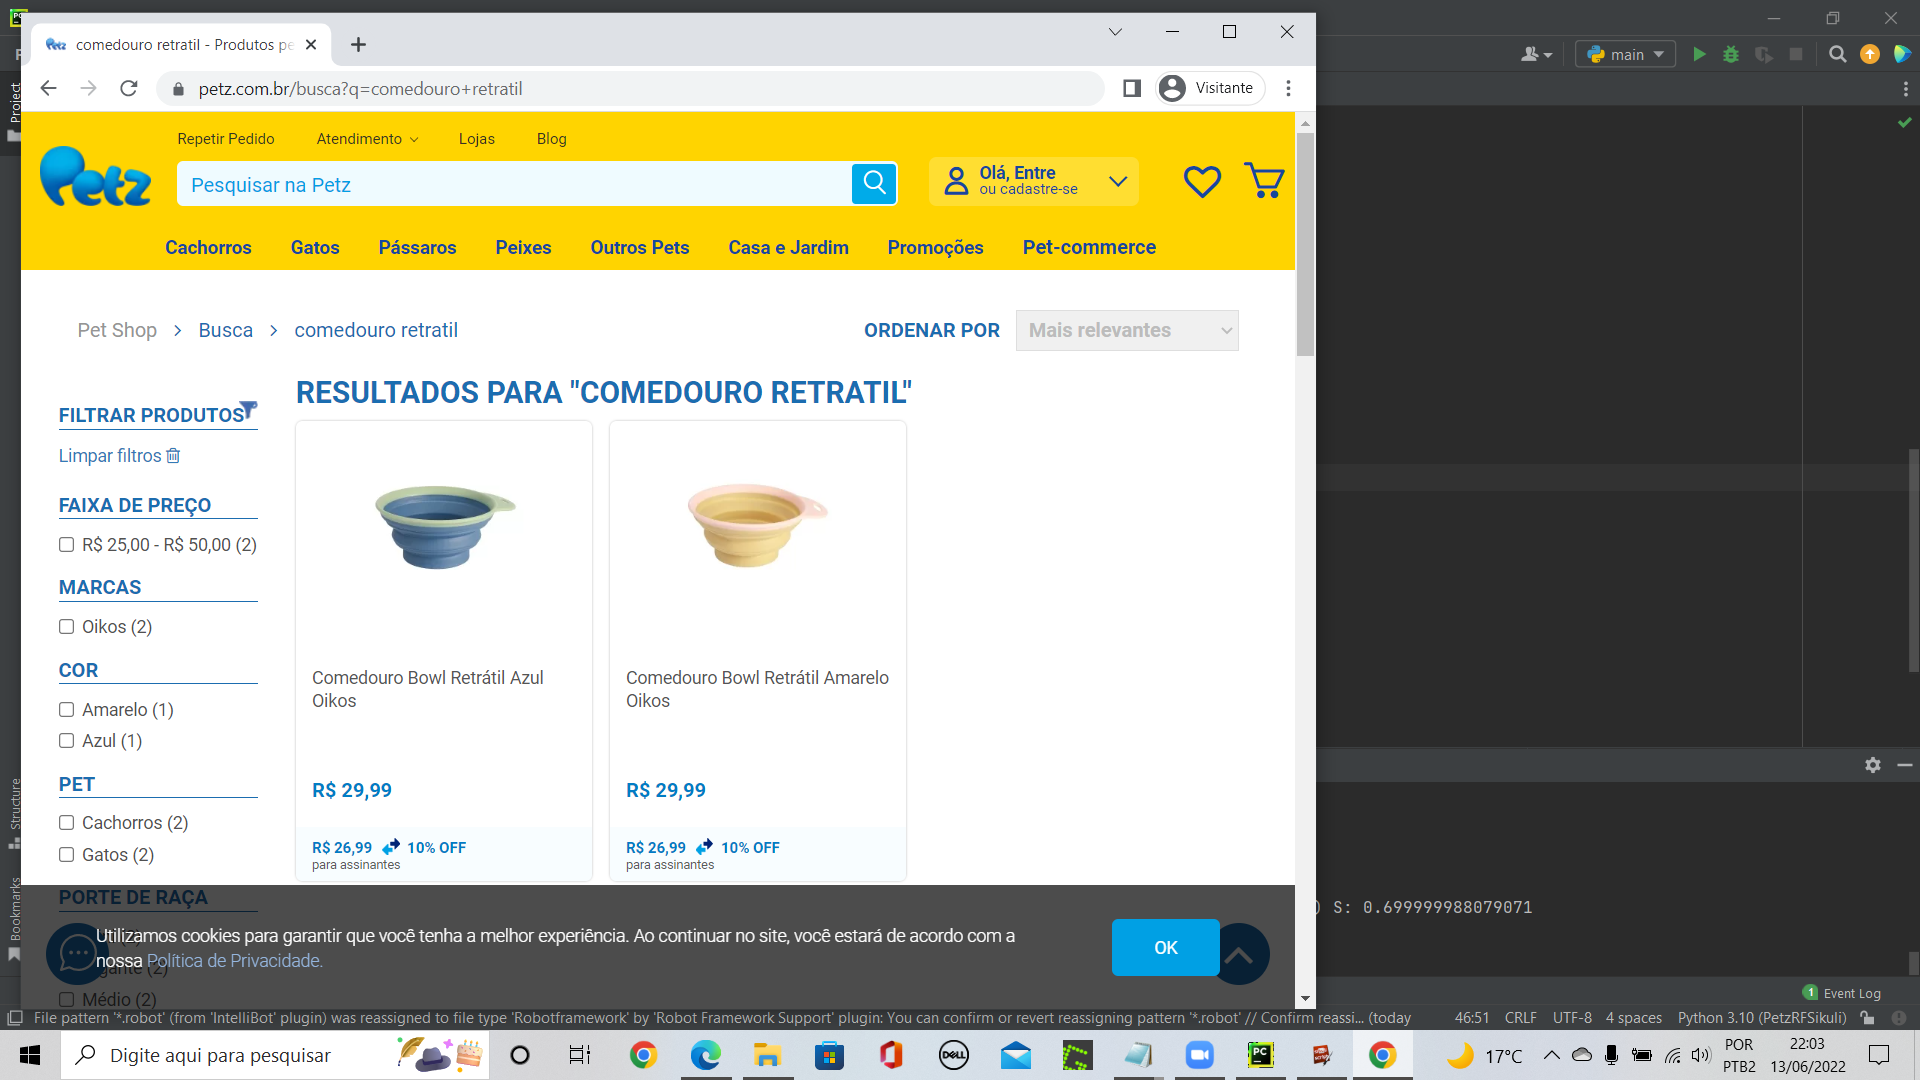 comedouro retratil - Produtos pe
petz.com.br/busca?q=comedouro+retratil
Visitante
main
Project
Repetir Pedido
Atendimento
Lojas
Blog
Petz
Pesquisar na Petz
Olá, Entre
ou cadastre-se
Cachorros
Gatos
Pássaros
Peixes
Outros Pets
Casa e Jardim
Promoções
Pet-commerce
Pet Shop
Busca
comedouro retratil
ORDENAR POR
Mais relevantes
RESULTADOS PARA "COMEDOURO RETRATIL"
FILTRAR PRODUTOS
Limpar filtros
FAIXA DE PREÇO
R$ 25,00 - R$ 50,00 (2)
MARCAS
Oikos (2)
COR
Amarelo (1)
Azul (1)
PET
Cachorros (2)
Gatos (2)
PORTE DE RAÇA
Médio (2)
Comedouro Bowl Retrátil Azul
Oikos
R$ 29,99
R$ 26,99
10% OFF
para assinantes
Comedouro Bowl Retrátil Amarelo
Oikos
R$ 29,99
R$ 26,99
10% OFF
para assinantes
Utilizamos cookies para garantir que você tenha a melhor experiência. Ao continuar no site, você estará de acordo com a
nossa Política de Privacidade.
OK
Structure
Bookmarks
) S: 0.699999988079071
1 Event Log
File pattern '*.robot' (from 'IntelliBot' plugin) was reassigned to file type 'Robotframework' by 'Robot Framework Support' plugin: You can confirm or revert reassigning pattern '*.robot' // Confirm reassi... (today
46:51
CRLF
UTF-8
4 spaces
Python 3.10 (PetzRFSikuli)
Digite aqui para pesquisar
DELL
PC
17°C
POR
PTB2
22:03
13/06/2022